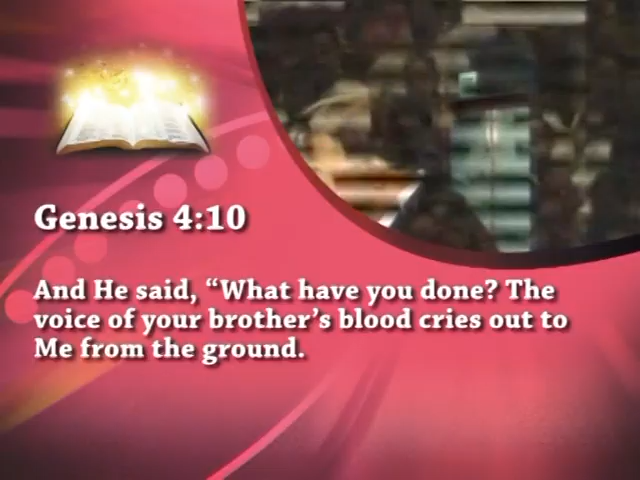 Genesis 4:10
And He said, “What have you done? The
voice of your brother’s blood cries out to
Me from the ground.